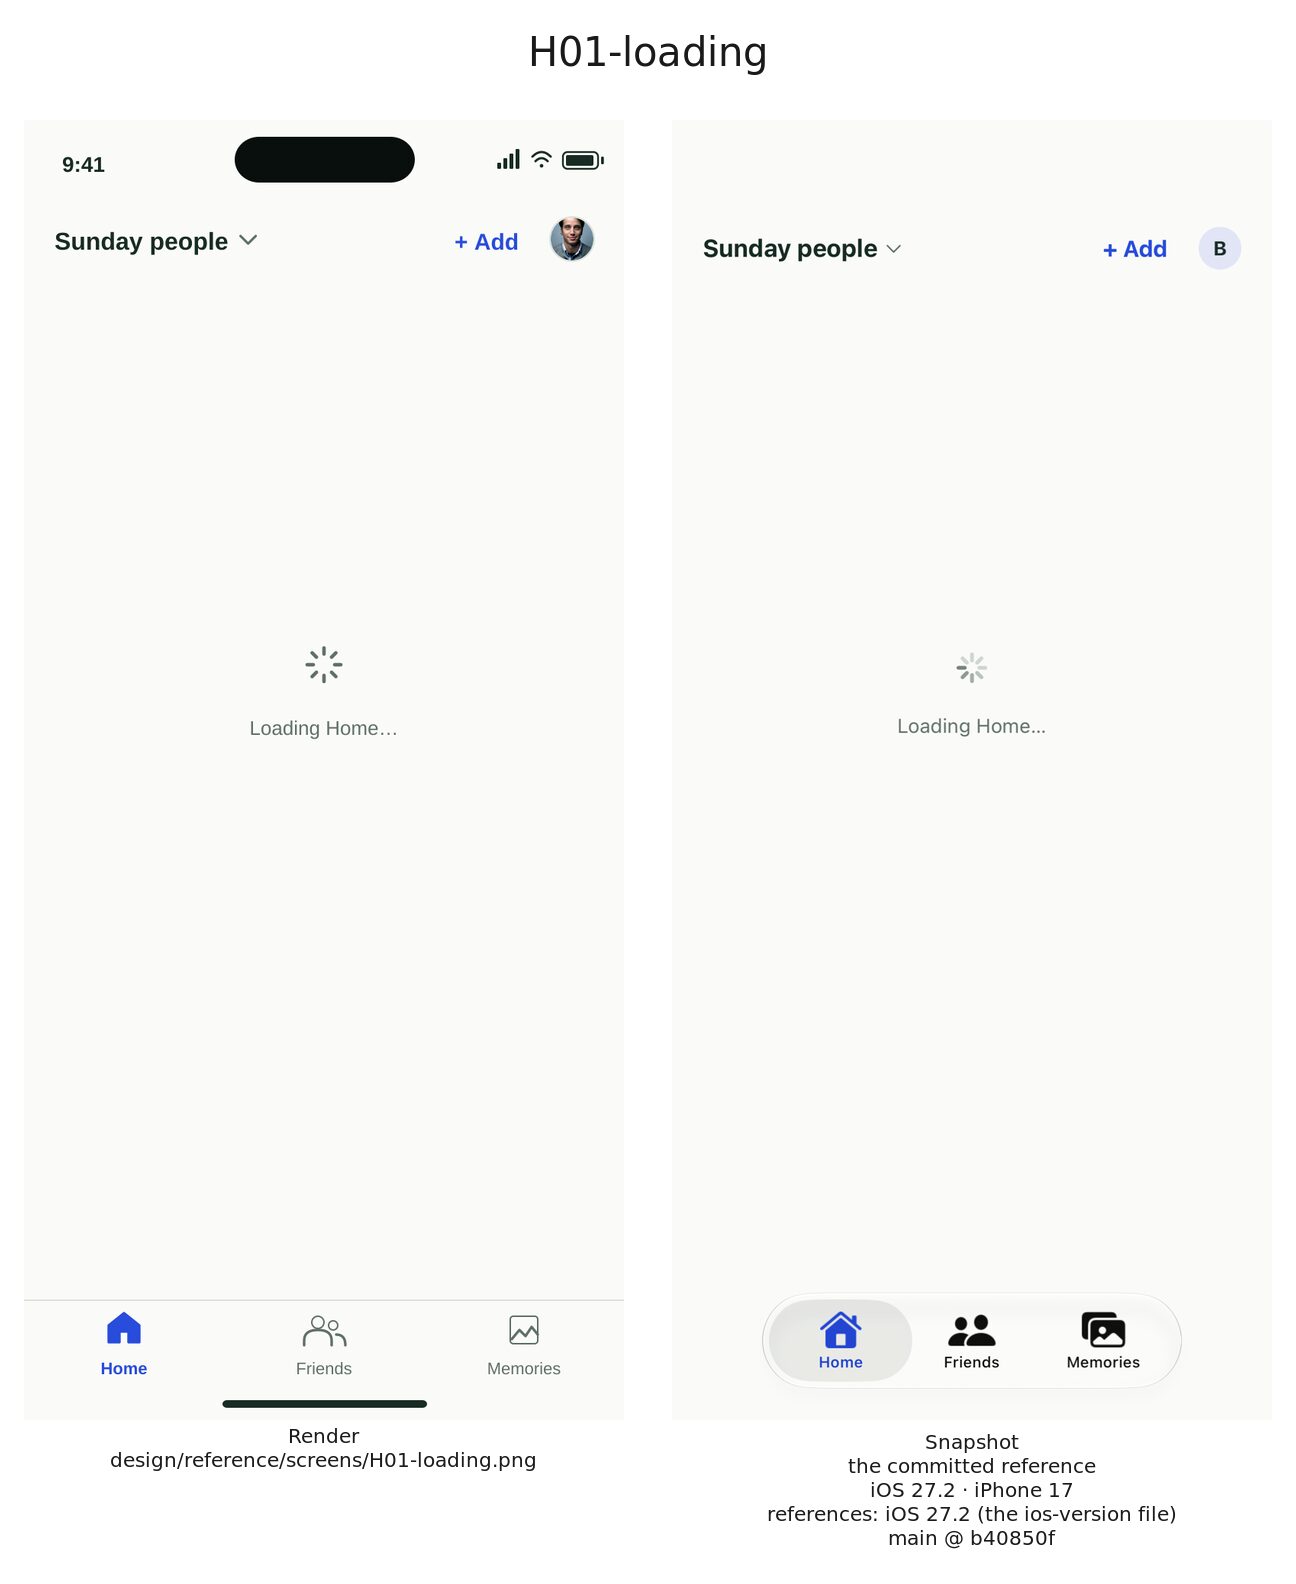 H01-loading
9:41
Sunday people
+ Add
Loading Home…
Home
Friends
Memories
Render
design/reference/screens/H01-loading.png
Sunday people
+ Add
B
Loading Home...
Home
Friends
Memories
Snapshot
the committed reference
iOS 27.2 · iPhone 17
references: iOS 27.2 (the ios-version file)
main @ b40850f